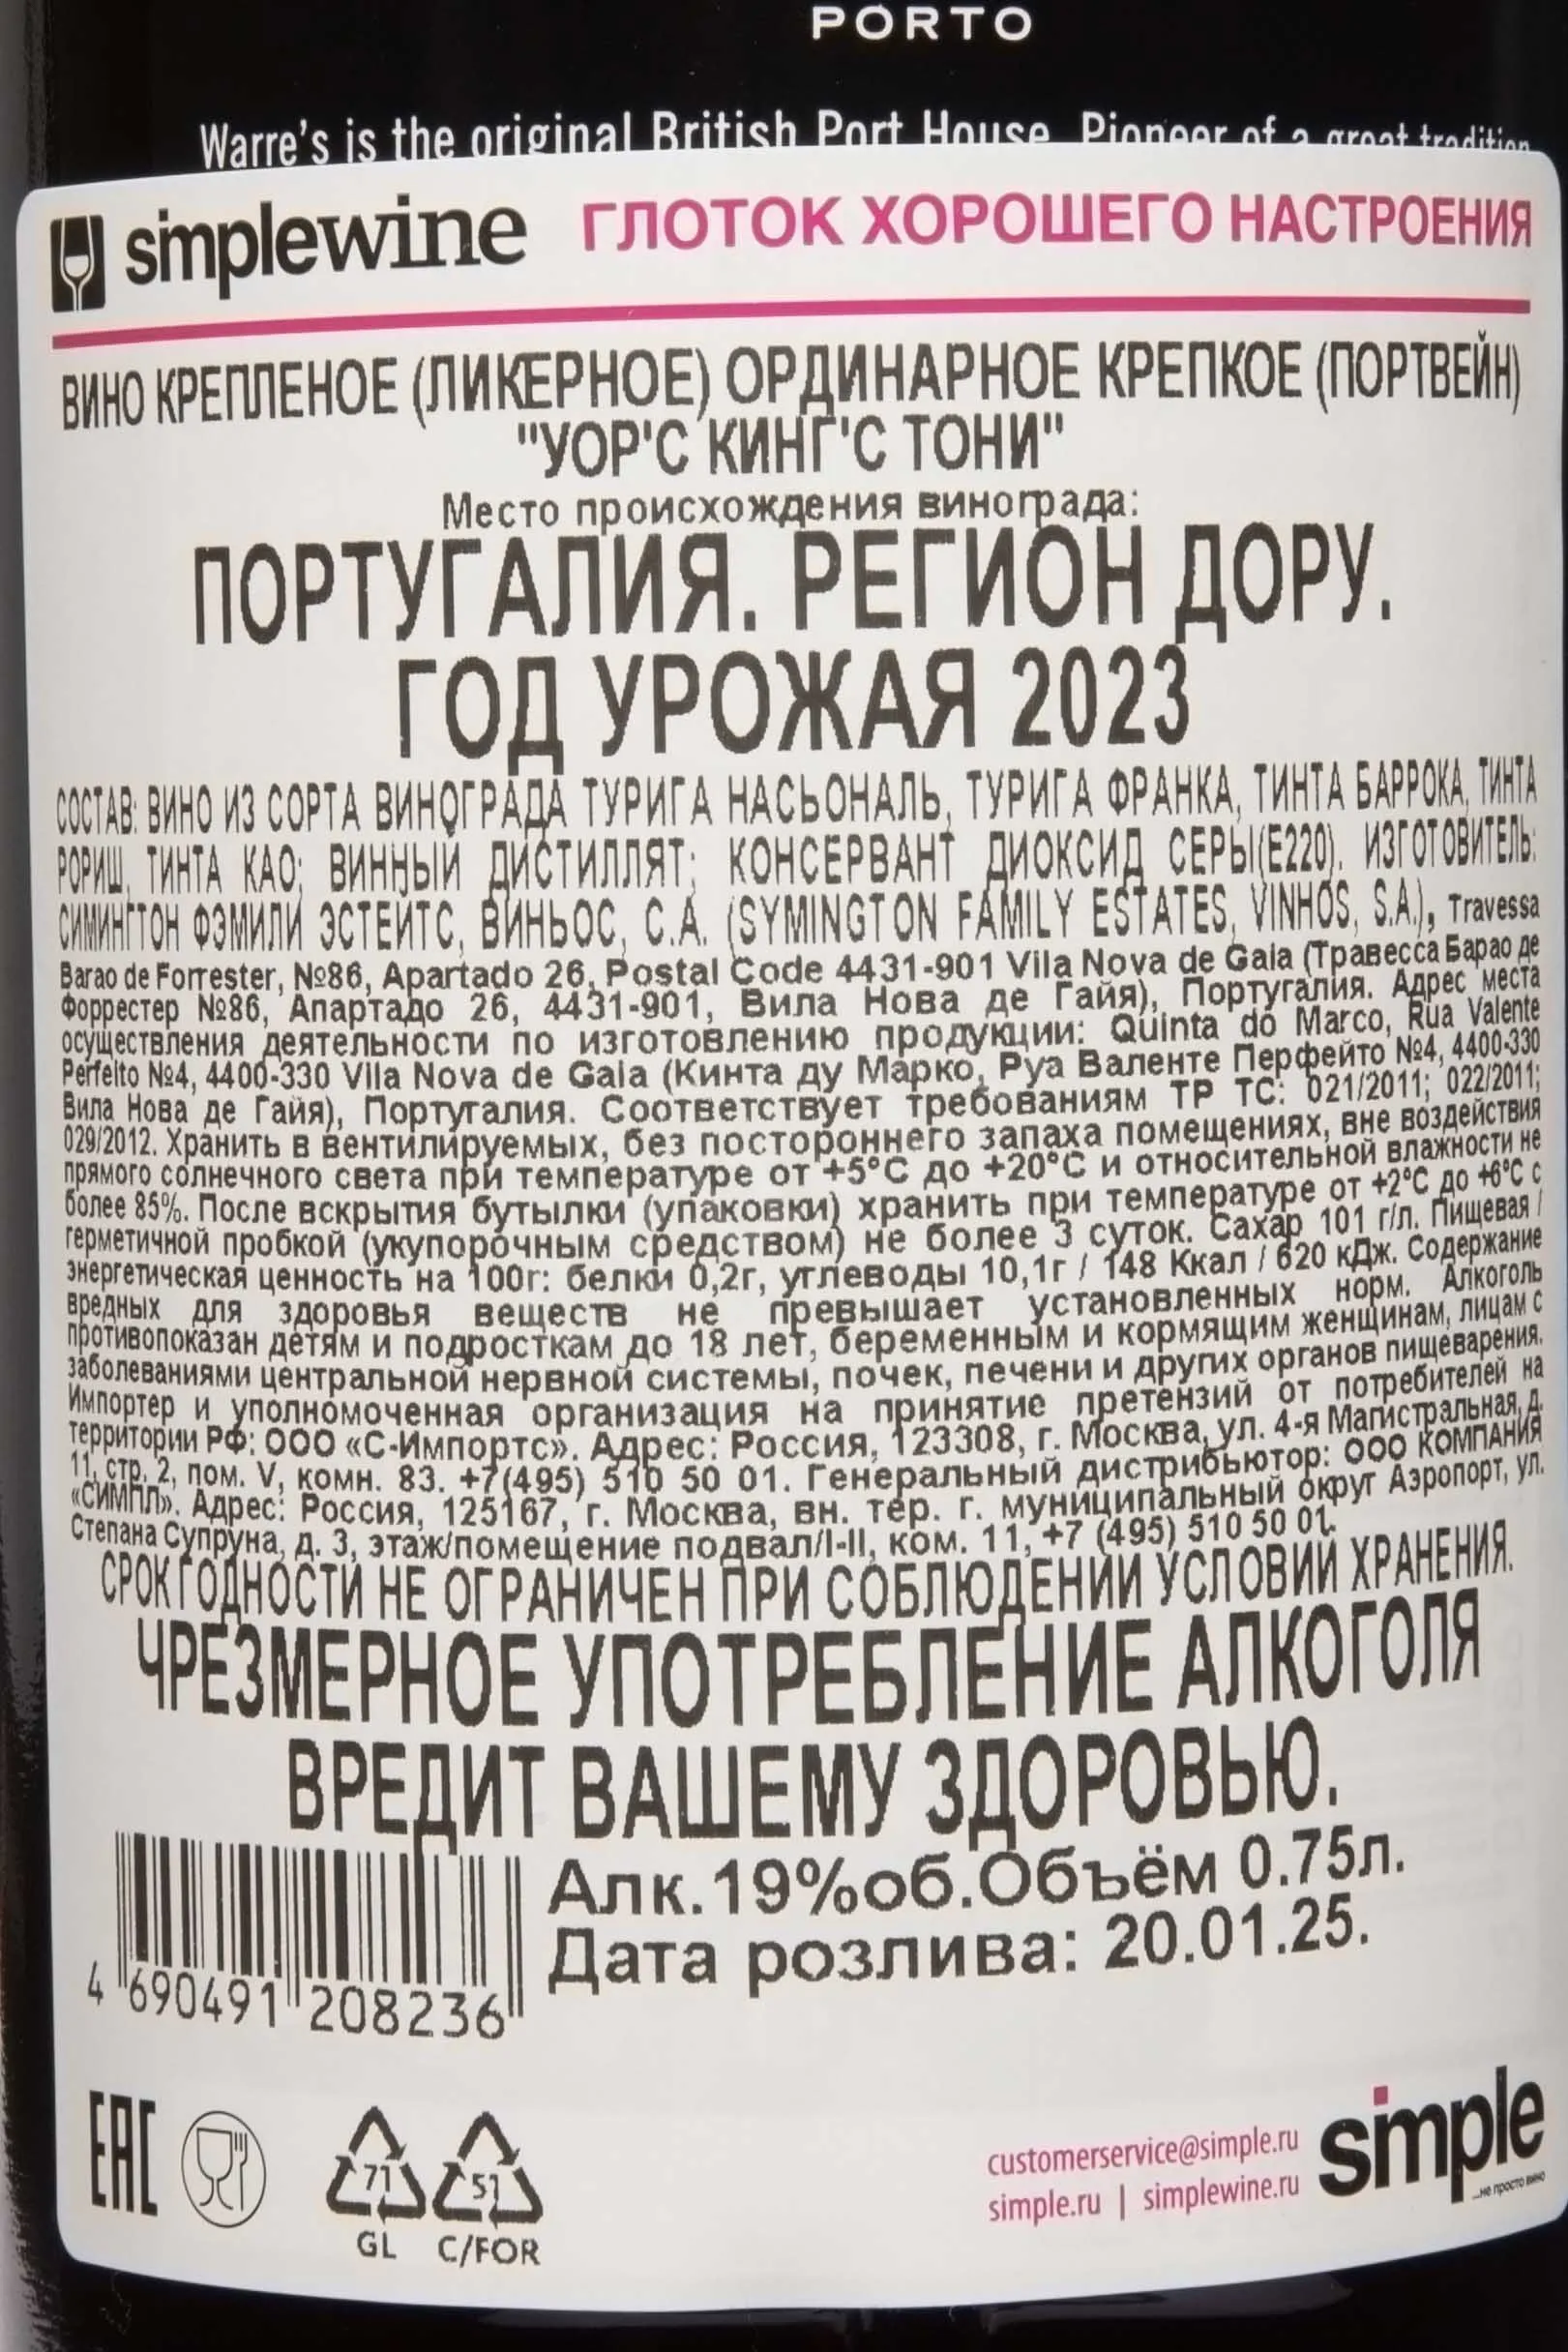 PORTO
Warre's is the original British Port House. Pioneer of a great tradition
simplewine ГЛОТОК ХОРОШЕГО НАСТРОЕНИЯ
ВИНО КРЕПЛЕНОЕ (ЛИКЕРНОЕ) ОРДИНАРНОЕ КРЕПКОЕ (ПОРТВЕЙН)
"УОР'С КИНГ'С ТОНИ"
Место происхождения винограда:
ПОРТУГАЛИЯ. РЕГИОН ДОРУ.
ГОД УРОЖАЯ 2023
СОСТАВ: ВИНО ИЗ СОРТА ВИНОГРАДА ТУРИГА НАСЬОНАЛЬ, ТУРИГА ФРАНКА, ТИНТА БАРРОКА, ТИНТА
РОРИШ, ТИНТА КАО; ВИННЫЙ ДИСТИЛЛЯТ; КОНСЕРВАНТ ДИОКСИД СЕРЫ(Е220). ИЗГОТОВИТЕЛЬ:
СИМИНГТОН ФЭМИЛИ ЭСТЕЙТС, ВИНЬОС, С.А. (SYMINGTON FAMILY ESTATES, VINHOS, S.A.), Travessa
Barao de Forrester, №86, Apartado 26, Postal Code 4431-901 Vila Nova de Gaia (Травесса Барао де
Форрестер №86, Апартадо 26, 4431-901, Вила Нова де Гайя), Португалия. Адрес места
осуществления деятельности по изготовлению продукции: Quinta do Marco, Rua Valente
Perfeito №4, 4400-330 Vila Nova de Gaia (Кинта ду Марко, Руа Валенте Перфейто №4, 4400-330
Вила Нова де Гайя), Португалия. Соответствует требованиям ТР ТС: 021/2011; 022/2011;
029/2012. Хранить в вентилируемых, без постороннего запаха помещениях, вне воздействия
прямого солнечного света при температуре от +5°C до +20°C и относительной влажности не
более 85%. После вскрытия бутылки (упаковки) хранить при температуре от +2°C до +6°C с
герметичной пробкой (укупорочным средством) не более 3 суток. Сахар 101 г/л. Пищевая /
энергетическая ценность на 100г: белки 0,2г, углеводы 10,1г / 148 Ккал / 620 кДж. Содержание
вредных для здоровья веществ не превышает установленных норм. Алкоголь
противопоказан детям и подросткам до 18 лет, беременным и кормящим женщинам, лицам с
заболеваниями центральной нервной системы, почек, печени и других органов пищеварения.
Импортер и уполномоченная организация на принятие претензий от потребителей на
территории РФ: ООО «С-Импортс». Адрес: Россия, 123308, г. Москва, ул. 4-я Магистральная, д.
11, стр. 2, пом. V, комн. 83. +7(495) 510 50 01. Генеральный дистрибьютор: ООО КОМПАНИЯ
«СИМПЛ». Адрес: Россия, 125167, г. Москва, вн. тер. г. муниципальный округ Аэропорт, ул.
Степана Супруна, д. 3, этаж/помещение подвал/I-II, ком. 11, +7 (495) 510 50 01.
СРОК ГОДНОСТИ НЕ ОГРАНИЧЕН ПРИ СОБЛЮДЕНИИ УСЛОВИЙ ХРАНЕНИЯ.
ЧРЕЗМЕРНОЕ УПОТРЕБЛЕНИЕ АЛКОГОЛЯ
ВРЕДИТ ВАШЕМУ ЗДОРОВЬЮ.
Алк.19%об.Объём 0.75л.
Дата розлива: 20.01.25.
4 690491 208236
EAC
71 51
GL C/FOR
customerservice@simple.ru
simple.ru | simplewine.ru
simple
...не просто вино